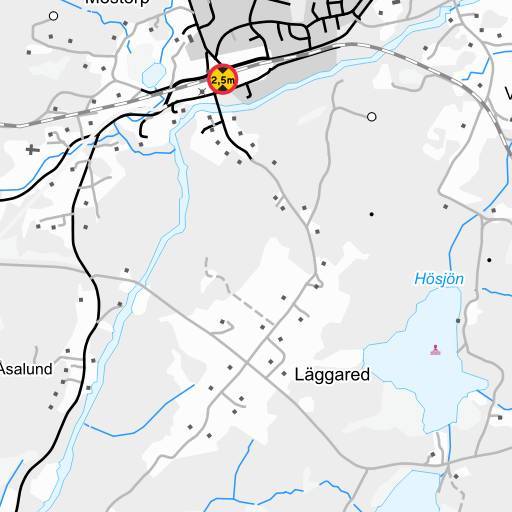 Mostorp
2,5m
V
Hösjön
Åsalund
Läggared